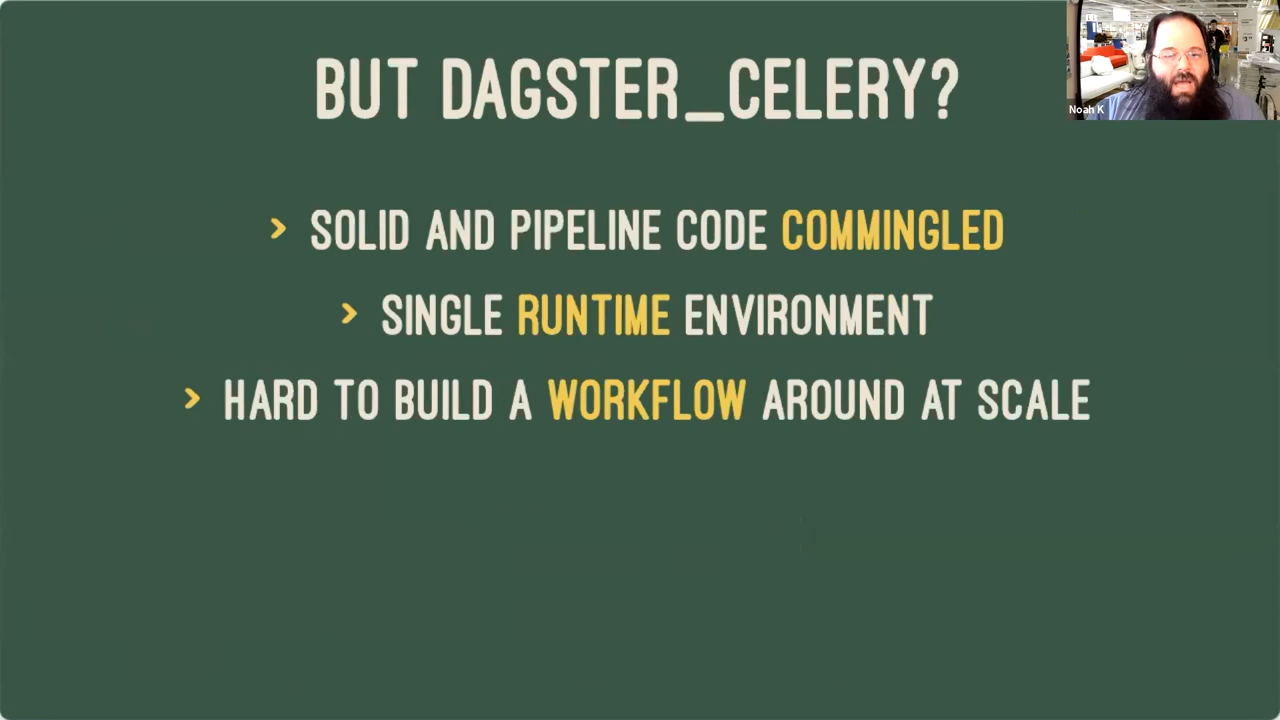 BUT DAGSTER_CELERY?
Noah K
> SOLID AND PIPELINE CODE COMMINGLED
> SINGLE RUNTIME ENVIRONMENT
> HARD TO BUILD A WORKFLOW AROUND AT SCALE